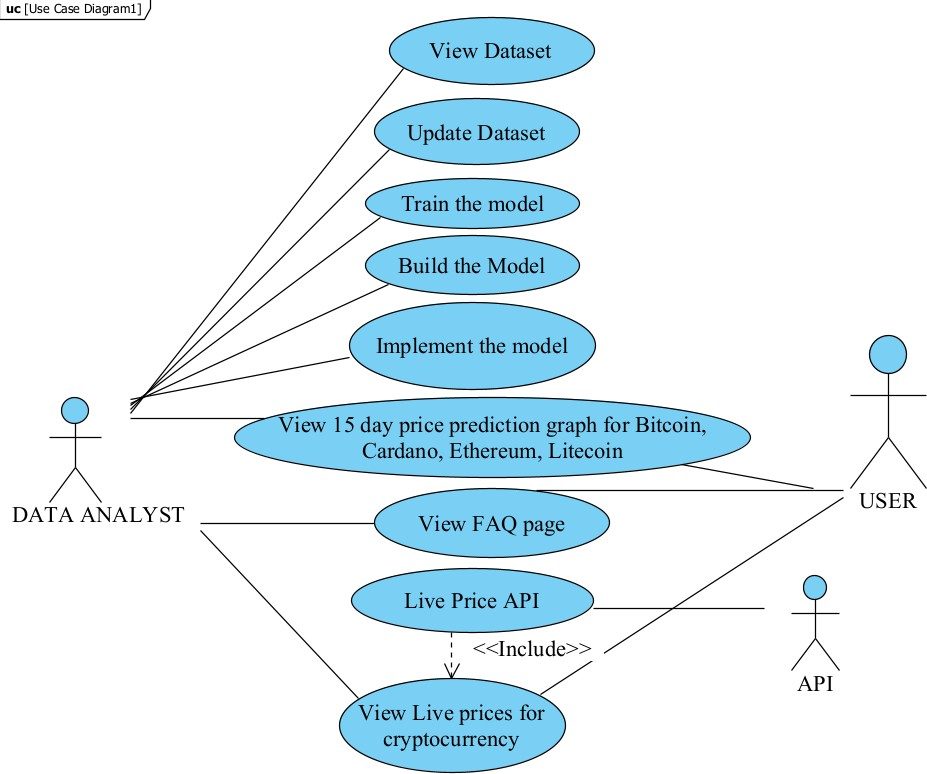 uc [Use Case Diagram1]
View Dataset
Update Dataset
Train the model
Build the Model
Implement the model
View 15 day price prediction graph for Bitcoin,
Cardano, Ethereum, Litecoin
DATA ANALYST
USER
View FAQ page
Live Price API
<<Include>>
API
View Live prices for
cryptocurrency